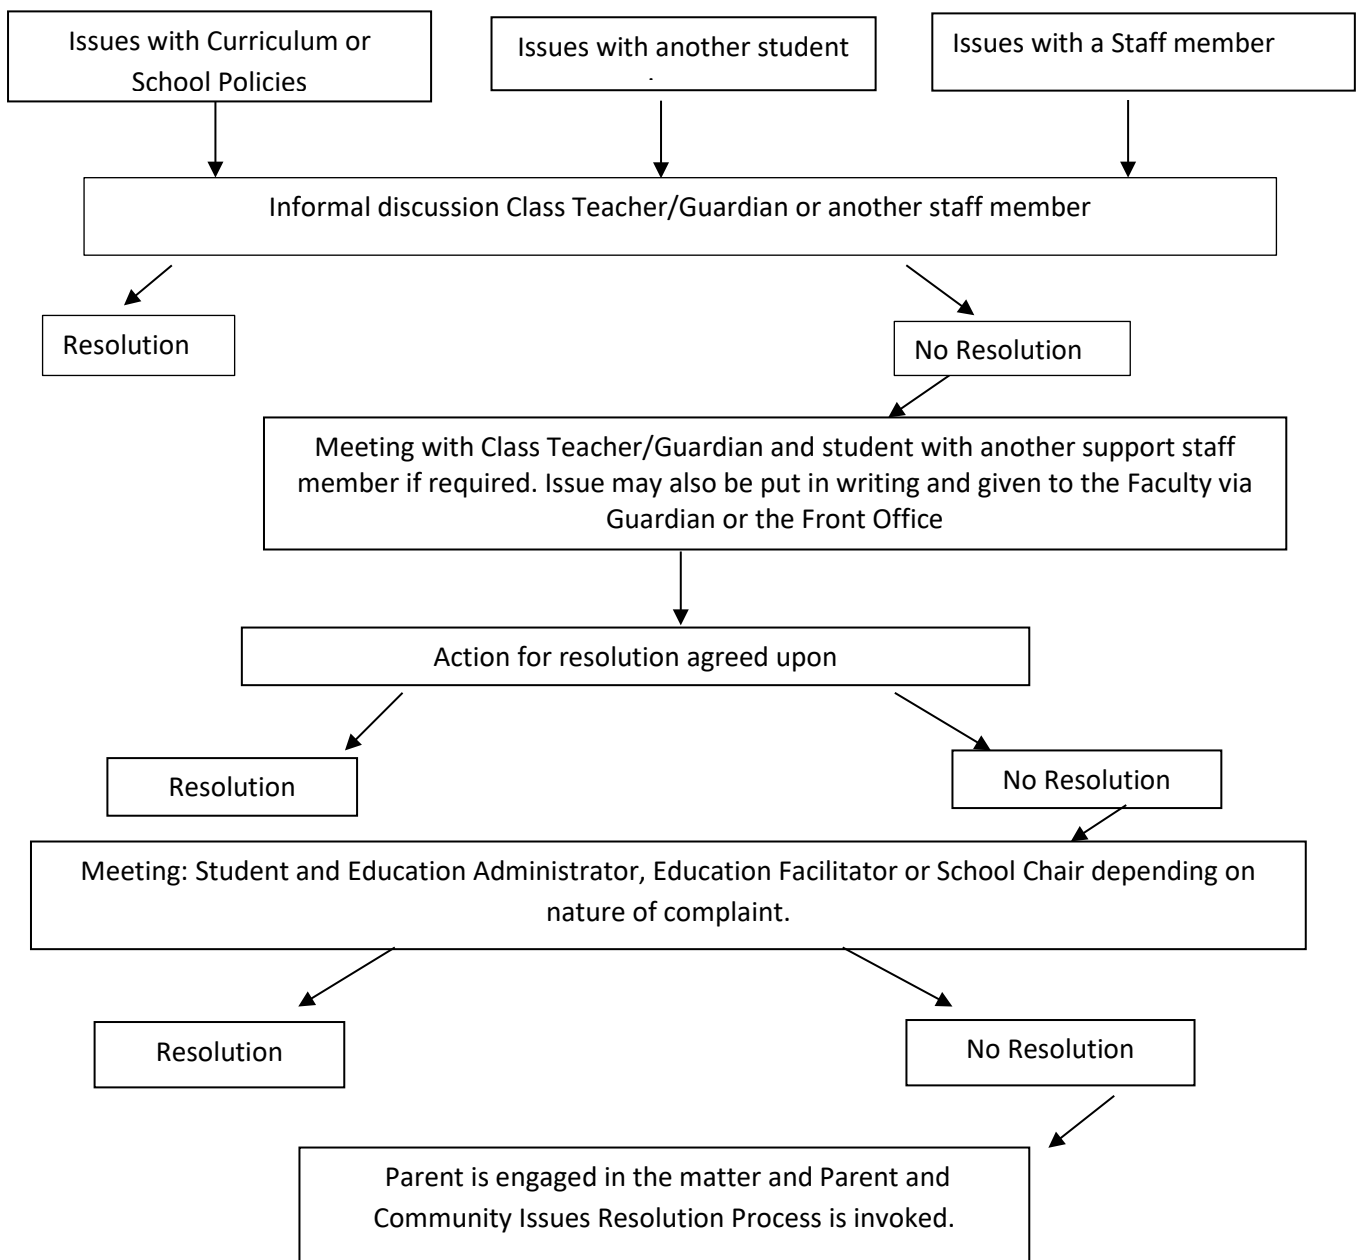 Issues with Curriculum or
School Policies
Issues with another student
Issues with a Staff member
Informal discussion Class Teacher/Guardian or another staff member
Resolution
No Resolution
Meeting with Class Teacher/Guardian and student with another support staff
member if required. Issue may also be put in writing and given to the Faculty via
Guardian or the Front Office
Action for resolution agreed upon
Resolution
No Resolution
Meeting: Student and Education Administrator, Education Facilitator or School Chair depending on
nature of complaint.
Resolution
No Resolution
Parent is engaged in the matter and Parent and
Community Issues Resolution Process is invoked.